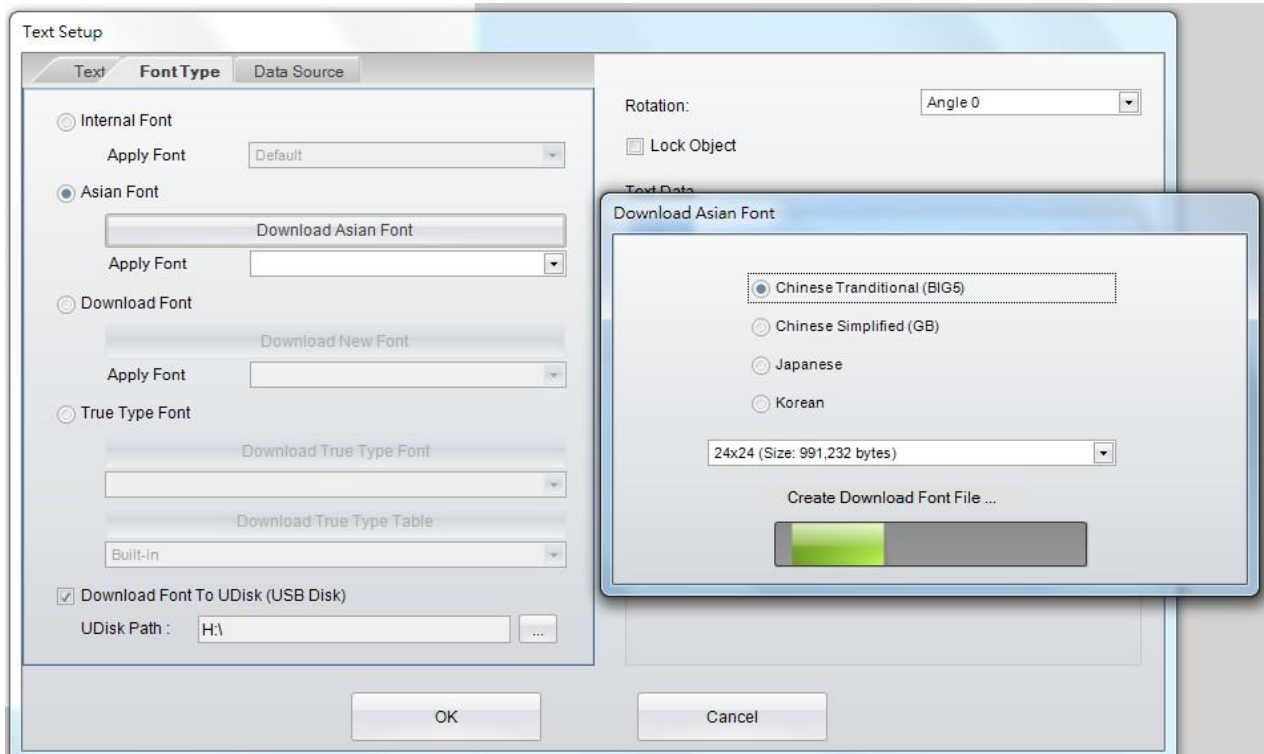 Text Setup
Text
Font Type
Data Source
Internal Font
Apply Font
Default
Asian Font
Download Asian Font
Apply Font
Download Font
Download New Font
Apply Font
True Type Font
Download True Type Font
Download True Type Table
Built-in
Download Font To UDisk (USB Disk)
UDisk Path :
H:\
...
Rotation:
Angle 0
Lock Object
Text Data
Download Asian Font
Chinese Tranditional (BIG5)
Chinese Simplified (GB)
Japanese
Korean
24x24 (Size: 991,232 bytes)
Create Download Font File ...
OK
Cancel